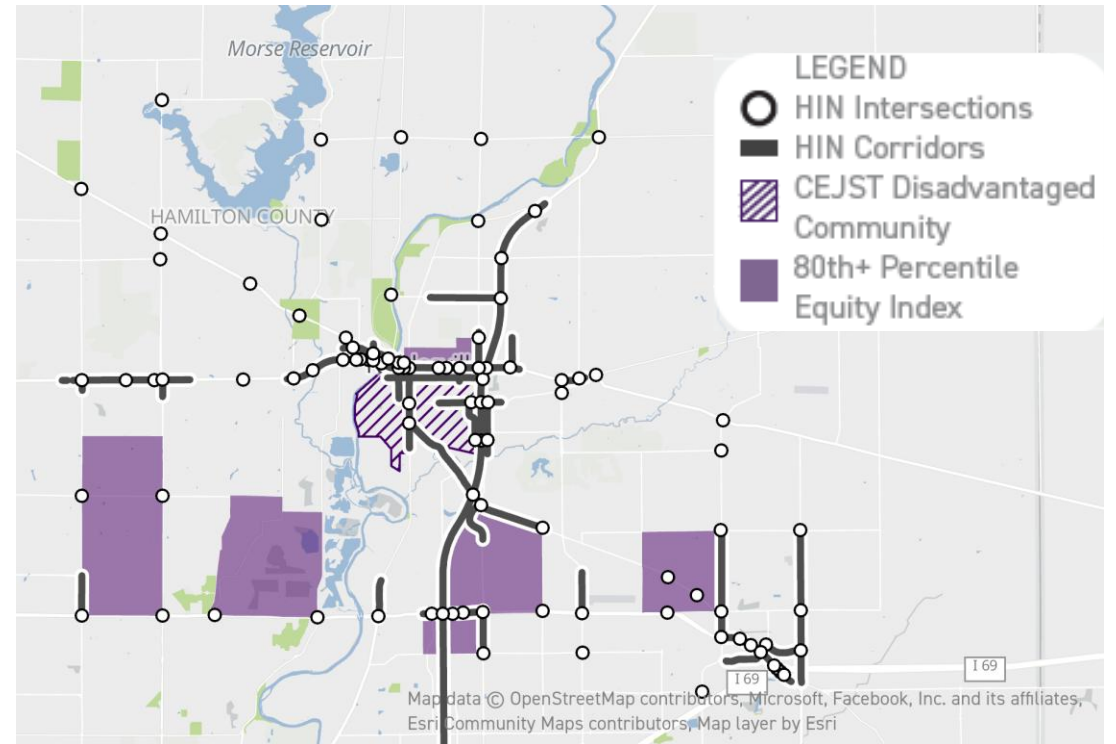 Morse Reservoir
HAMILTON COUNTY
LEGEND
HIN Intersections
HIN Corridors
CEJST Disadvantaged
Community
80th+ Percentile
Equity Index
I 69
I 69
Map data © OpenStreetMap contributors, Microsoft, Facebook, Inc. and its affiliates,
Esri Community Maps contributors, Map layer by Esri